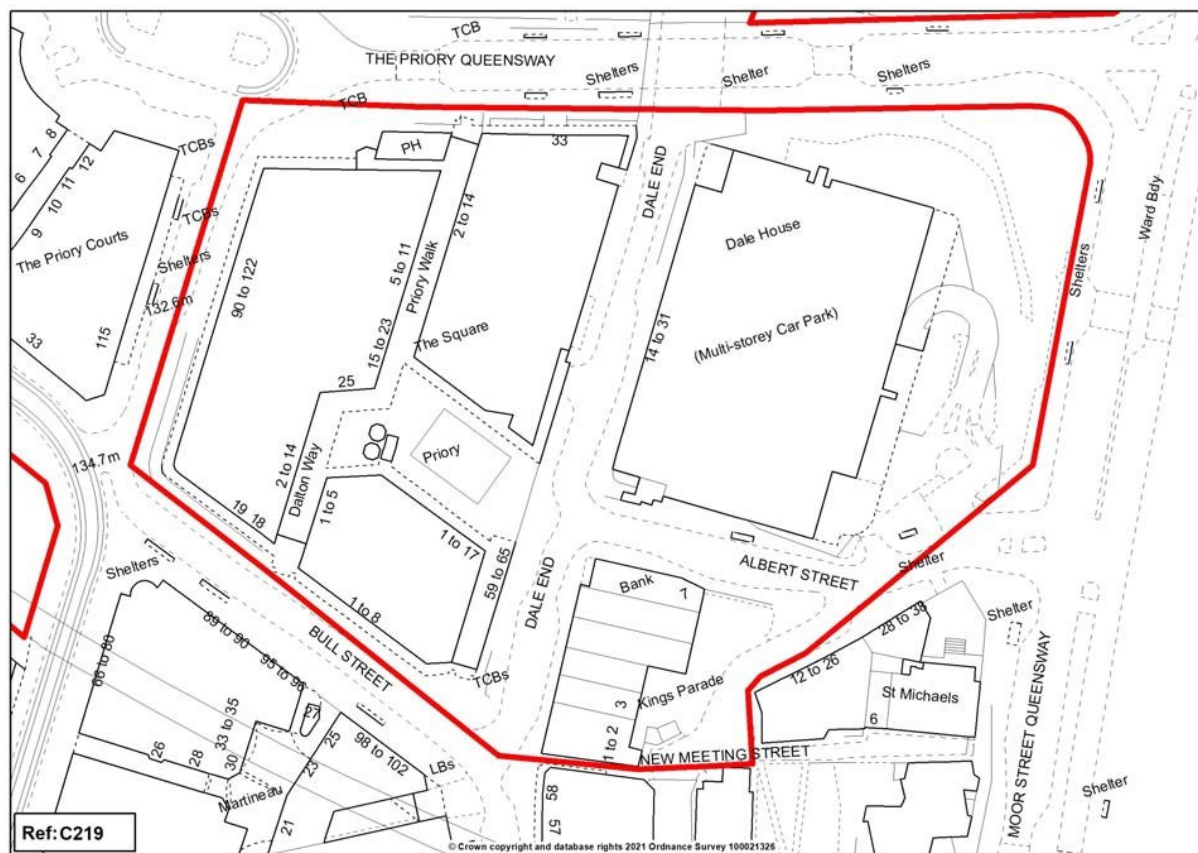 TCB
THE PRIORY QUEENSWAY
Shelters
Shelter
Shelters
TCB
TCBs
PH
33
DALE END
Ward Bdy
8
7
6
12
11
10
9
The Priory Courts
TCBs
Shelters
132.6m
33
115
90 to 122
5 to 11
Priory Walk
2 to 14
15 to 23
The Square
25
Dale House
(Multi-storey Car Park)
14 to 31
Shelters
134.7m
2 to 14
Dalton Way
19 18
Priory
1 to 5
1 to 17
59 to 65
1 to 8
DALE END
ALBERT STREET
Shelter
Bank
7
Shelters
BULL STREET
TCBs
Kings Parade
3
1 to 2
NEW MEETING STREET
28 to 38
12 to 26
Shelter
St Michaels
6
MOOR STREET QUEENSWAY
Shelter
68 to 80
89 to 90
95 to 96
27
33 to 35
25
98 to 102
26
28
30
23
LBs
Martineau
21
58
57
Ref:C219
© Crown copyright and database rights 2021 Ordnance Survey 100021326